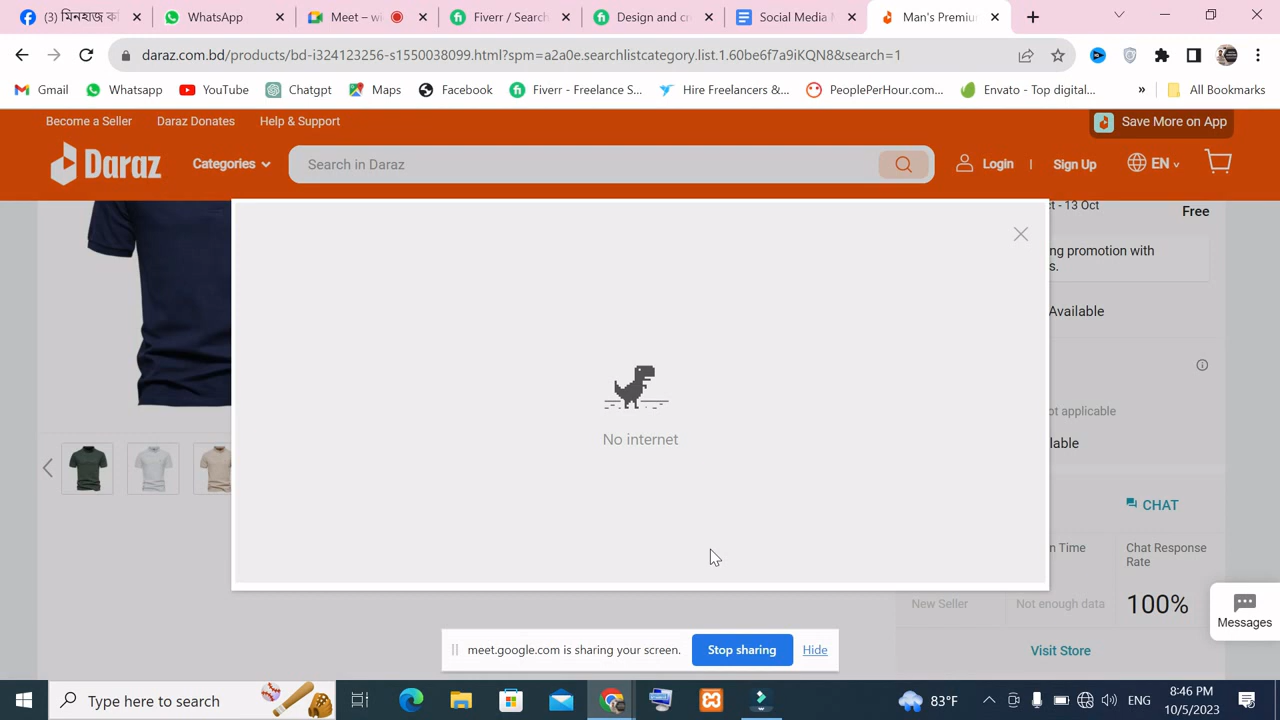 (3) মিনহাজ কা
WhatsApp
Meet – wi
Fiverr / Search
Design and cr
Social Media M
Man's Premiu
daraz.com.bd/products/bd-i324123256-s1550038099.html?spm=a2a0e.searchlistcategory.list.1.60be6f7a9iKQN8&search=1
Gmail
Whatsapp
YouTube
Chatgpt
Maps
Facebook
Fiverr - Freelance S...
Hire Freelancers &...
PeoplePerHour.com...
Envato - Top digital...
»
All Bookmarks
Become a Seller
Daraz Donates
Help & Support
Save More on App
Daraz
Categories
Search in Daraz
Login
Sign Up
EN
ct - 13 Oct
Free
ng promotion with
s.
Available
No internet
ot applicable
lable
CHAT
n Time
Chat Response
Rate
New Seller
Not enough data
100%
Messages
Visit Store
meet.google.com is sharing your screen.
Stop sharing
Hide
Type here to search
83°F
ENG
8:46 PM
10/5/2023